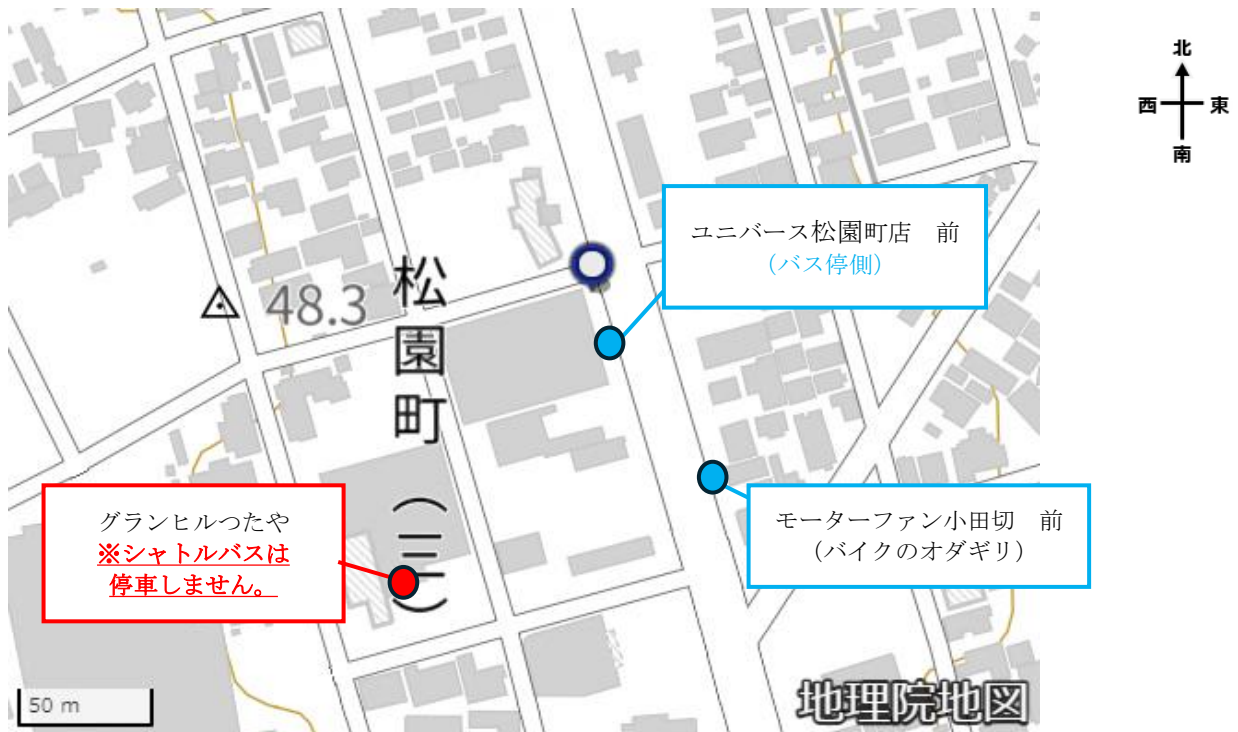 北
西 東
南
ユニバース松園町店　前
（バス停側）
48.3
松園町（三）
グランヒルつたや
※シャトルバスは
停車しません。
モーターファン小田切　前
（バイクのオダギリ）
50 m
地理院地図